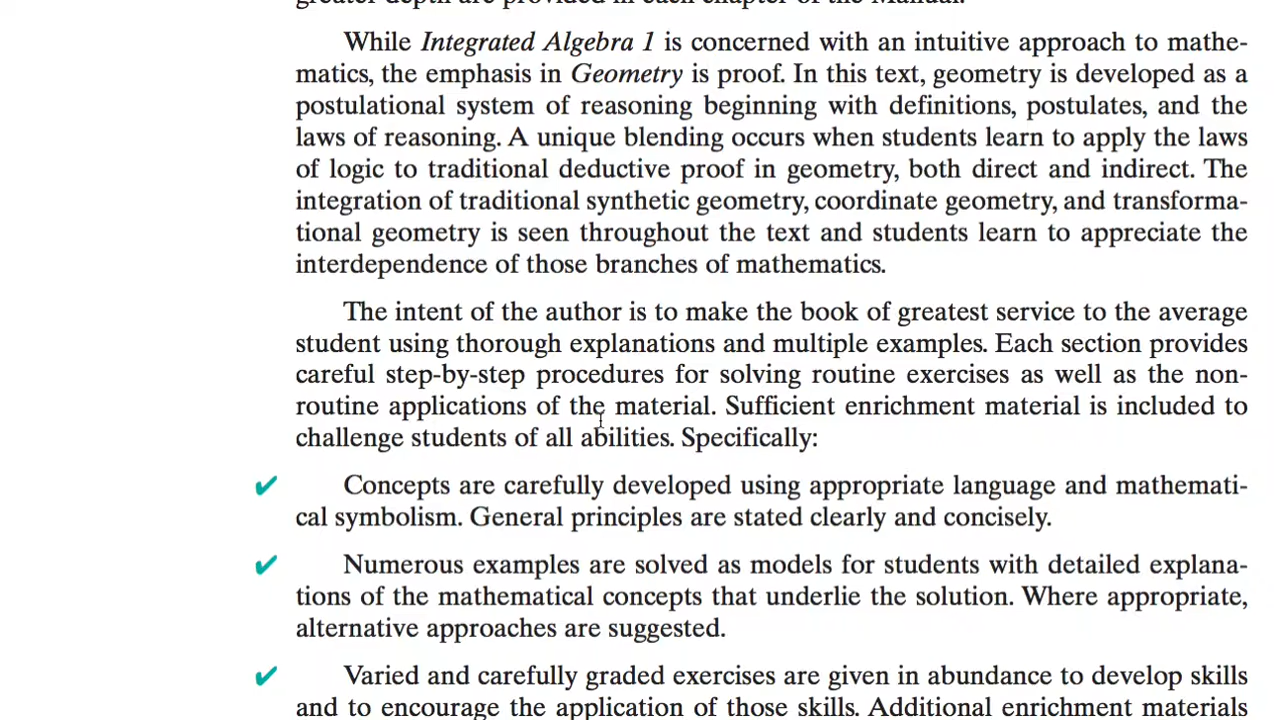 greater depth are provided in each chapter of the Manual.
While Integrated Algebra 1 is concerned with an intuitive approach to mathe-
matics, the emphasis in Geometry is proof. In this text, geometry is developed as a
postulational system of reasoning beginning with definitions, postulates, and the
laws of reasoning. A unique blending occurs when students learn to apply the laws
of logic to traditional deductive proof in geometry, both direct and indirect. The
integration of traditional synthetic geometry, coordinate geometry, and transforma-
tional geometry is seen throughout the text and students learn to appreciate the
interdependence of those branches of mathematics.
The intent of the author is to make the book of greatest service to the average
student using thorough explanations and multiple examples. Each section provides
careful step-by-step procedures for solving routine exercises as well as the non-
routine applications of the material. Sufficient enrichment material is included to
challenge students of all abilities. Specifically:
✔ Concepts are carefully developed using appropriate language and mathemati-
cal symbolism. General principles are stated clearly and concisely.
✔ Numerous examples are solved as models for students with detailed explana-
tions of the mathematical concepts that underlie the solution. Where appropriate,
alternative approaches are suggested.
✔ Varied and carefully graded exercises are given in abundance to develop skills
and to encourage the application of those skills. Additional enrichment materials